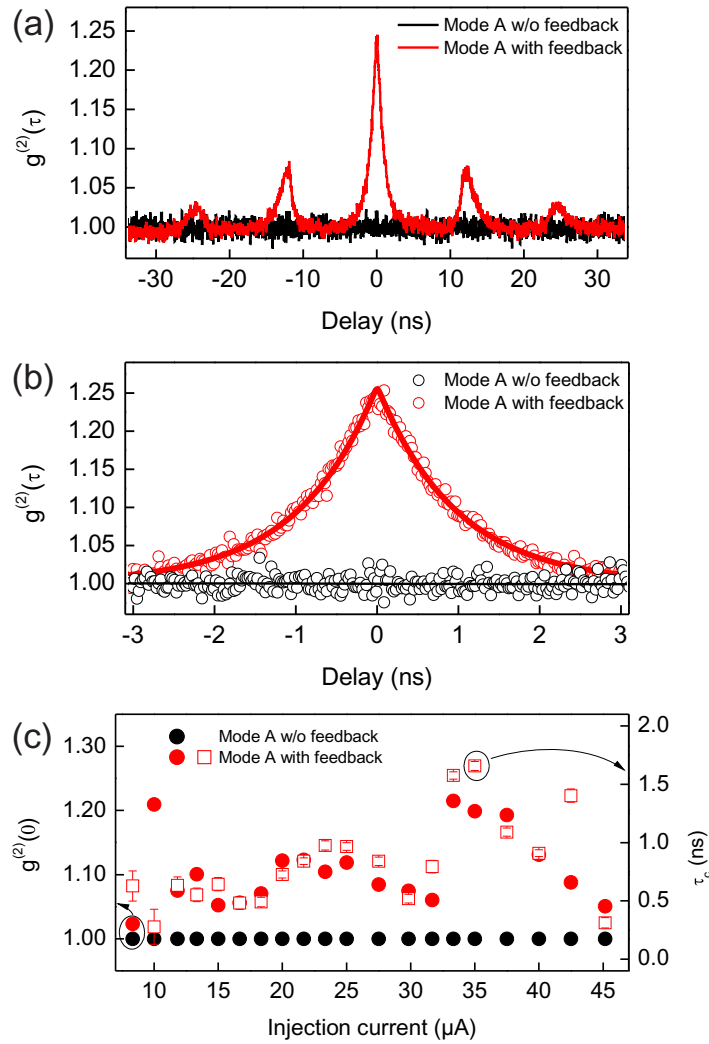 (a)
Mode A w/o feedback
Mode A with feedback
1.25
1.20
1.15
1.10
1.05
1.00
g⁽²⁾(τ)
-30 -20 -10 0 10 20 30
Delay (ns)
(b)
Mode A w/o feedback
Mode A with feedback
1.25
1.20
1.15
1.10
1.05
1.00
g⁽²⁾(τ)
-3 -2 -1 0 1 2 3
Delay (ns)
(c)
Mode A w/o feedback
Mode A with feedback
1.30
1.20
1.10
1.00
g⁽²⁾(0)
2.0
1.5
1.0
0.5
0.0
τc (ns)
10 15 20 25 30 35 40 45
Injection current (µA)